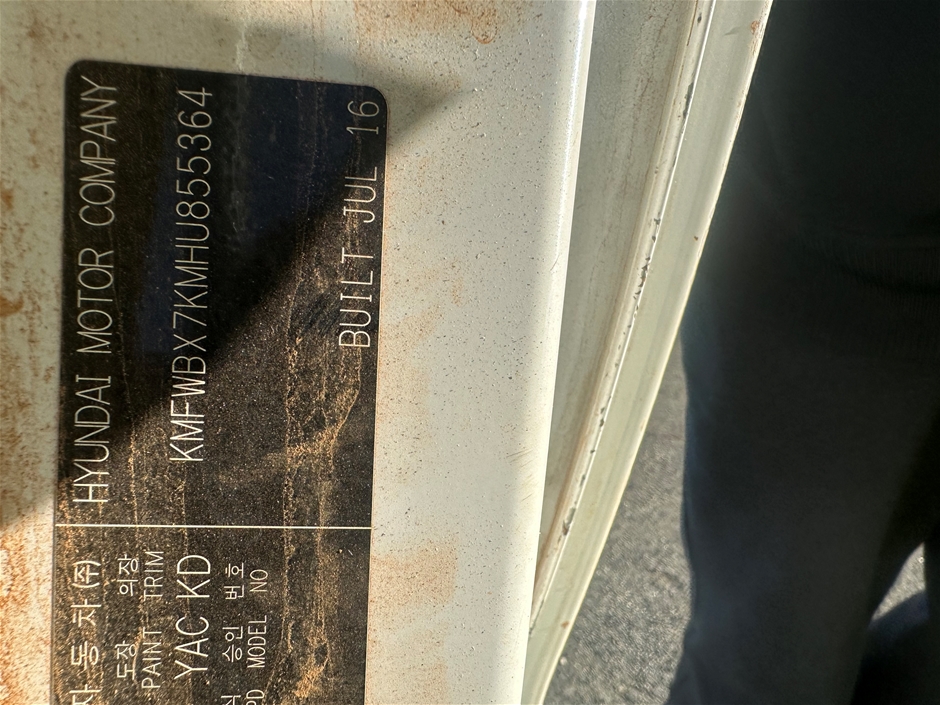 자동차(주) HYUNDAI MOTOR COMPANY
도장 의장
PAINT TRIM
YAC KD KMFWBX7KMHU855364
승인 번호
MODEL NO
BUILT JUL 16